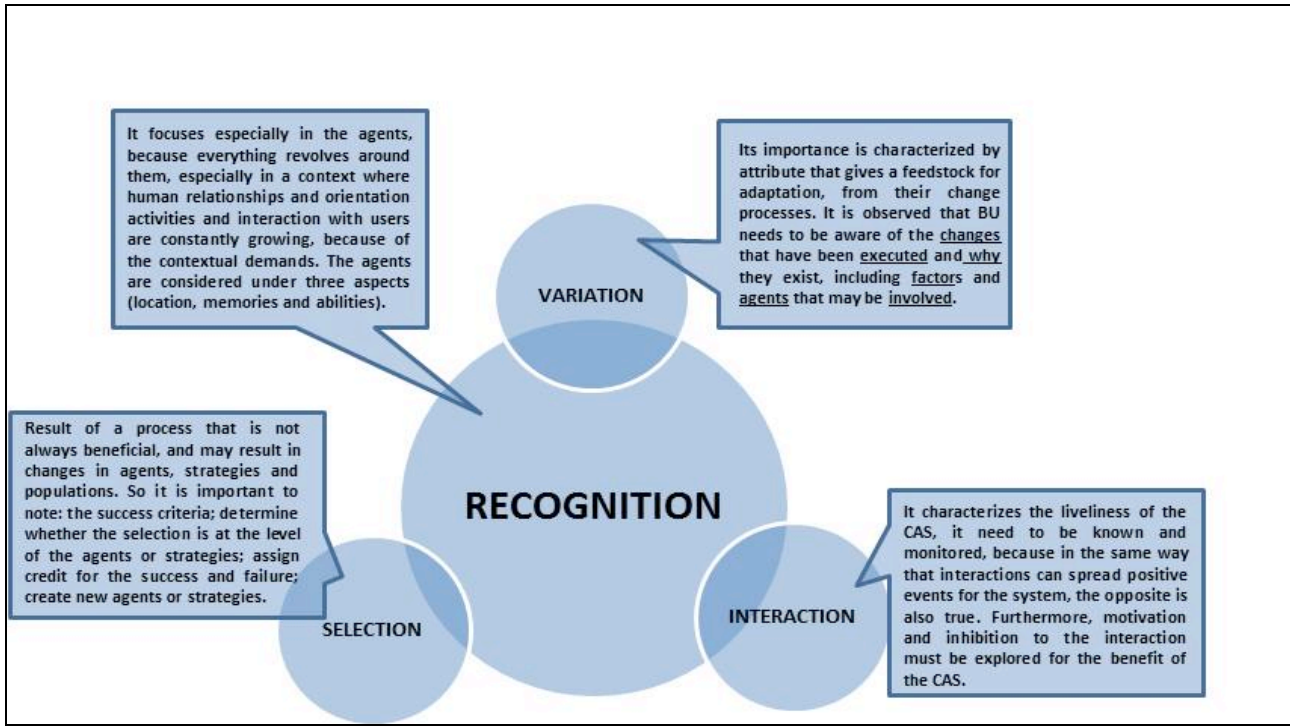 It focuses especially in the agents,
because everything revolves around
them, especially in a context where
human relationships and orientation
activities and interaction with users
are constantly growing, because of
the contextual demands. The agents
are considered under three aspects
(location, memories and abilities).
Its importance is characterized by
attribute that gives a feedstock for
adaptation, from their change
processes. It is observed that BU
needs to be aware of the changes
that have been executed and why
they exist, including factors and
agents that may be involved.
VARIATION
Result of a process that is not
always beneficial, and may result in
changes in agents, strategies and
populations. So it is important to
note: the success criteria; determine
whether the selection is at the level
of the agents or strategies; assign
credit for the success and failure;
create new agents or strategies.
RECOGNITION
It characterizes the liveliness of the
CAS, it need to be known and
monitored, because in the same way
that interactions can spread positive
events for the system, the opposite is
also true. Furthermore, motivation
and inhibition to the interaction
must be explored for the benefit of
the CAS.
SELECTION
INTERACTION